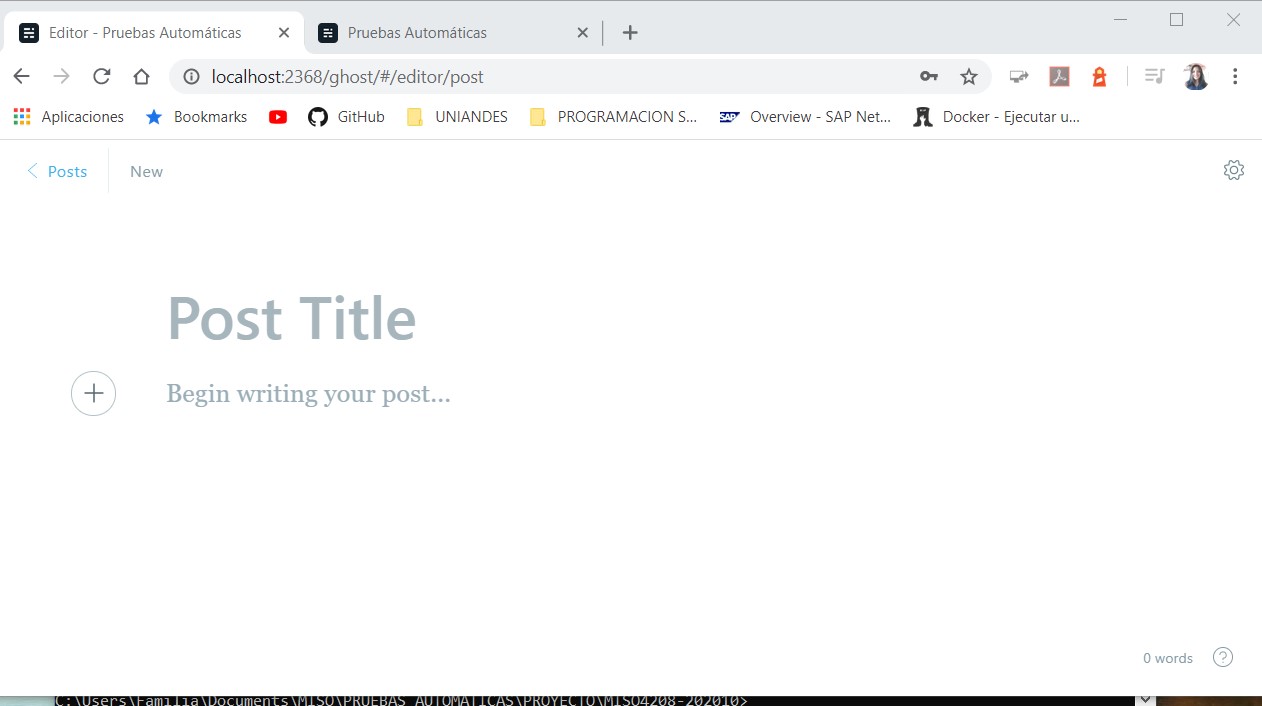 Editor - Pruebas Automáticas
Pruebas Automáticas
localhost:2368/ghost/#/editor/post
Aplicaciones
Bookmarks
GitHub
UNIANDES
PROGRAMACION S...
SAP
Overview - SAP Net...
Docker - Ejecutar u...
Posts
New
Post Title
Begin writing your post...
0 words
C:\Users\Familia\Documents\MISO\PRUEBAS AUTOMATICAS\PROYECTO\MISO4208-202010>